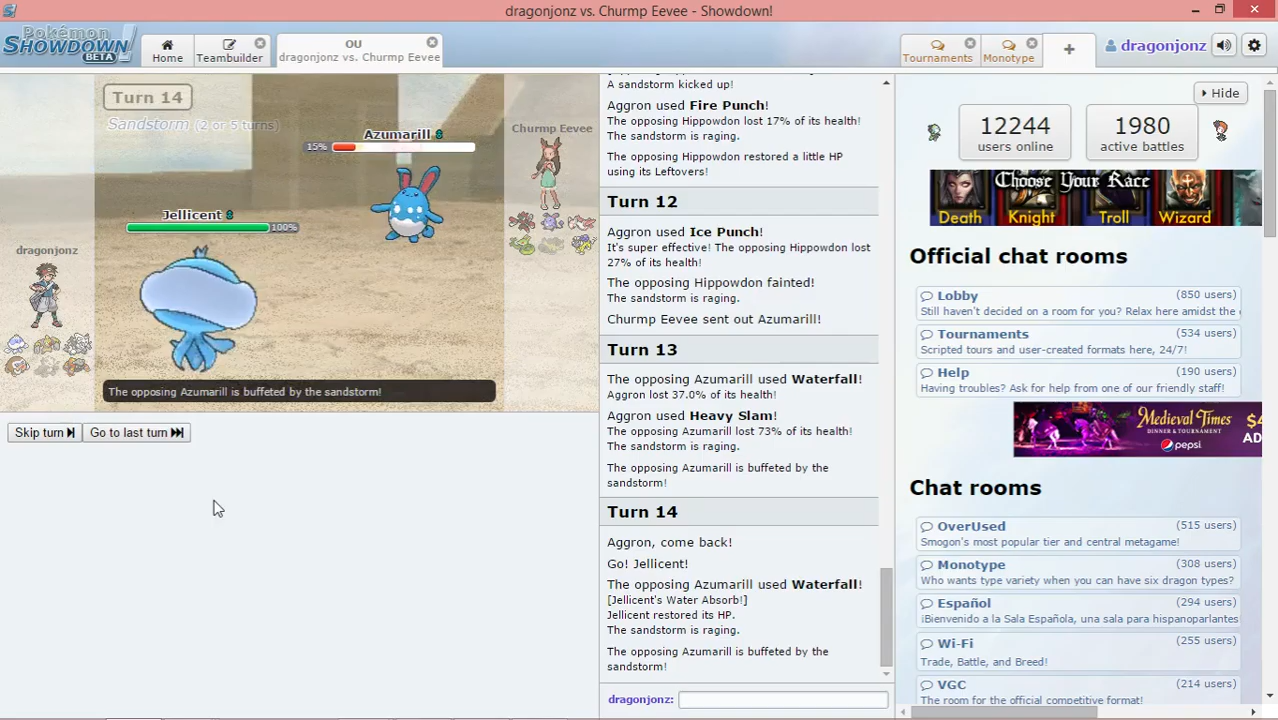 dragonjonz vs. Churmp Eevee - Showdown!
Pokémon
SHOWDOWN!
BETA
Home
Teambuilder
OU
dragonjonz vs. Churmp Eevee
Tournaments
Monotype
+
dragonjonz
Turn 14
Sandstorm (2 or 5 turns)
Azumarill
15%
Churmp Eevee
Jellicent
100%
dragonjonz
The opposing Azumarill is buffeted by the sandstorm!
Skip turn
Go to last turn
A sandstorm kicked up!
Aggron used Fire Punch!
The opposing Hippowdon lost 17% of its health!
The sandstorm is raging.
The opposing Hippowdon restored a little HP
using its Leftovers!
Turn 12
Aggron used Ice Punch!
It's super effective! The opposing Hippowdon lost
27% of its health!
The opposing Hippowdon fainted!
The sandstorm is raging.
Churmp Eevee sent out Azumarill!
Turn 13
The opposing Azumarill used Waterfall!
Aggron lost 37.0% of its health!
Aggron used Heavy Slam!
The opposing Azumarill lost 73% of its health!
The sandstorm is raging.
The opposing Azumarill is buffeted by the
sandstorm!
Turn 14
Aggron, come back!
Go! Jellicent!
The opposing Azumarill used Waterfall!
[Jellicent's Water Absorb!]
Jellicent restored its HP.
The sandstorm is raging.
The opposing Azumarill is buffeted by the
sandstorm!
dragonjonz:
Hide
12244
users online
1980
active battles
Choose Your Race
Death Knight Troll Wizard
Official chat rooms
Lobby (850 users)
Still haven't decided on a room for you? Relax here amidst the
Tournaments (534 users)
Scripted tours and user-created formats here, 24/7!
Help (190 users)
Having troubles? Ask for help from one of our friendly staff!
Medieval Times
DINNER & TOURNAMENT
pepsi
$4
AD
Chat rooms
OverUsed (515 users)
Smogon's most popular tier and central metagame!
Monotype (308 users)
Who wants type variety when you can have six dragon types?
Español (294 users)
¡Bienvenido a la Sala Española, una sala para hispanoparlantes
Wi-Fi (255 users)
Trade, Battle, and Breed!
VGC (214 users)
The room for the official competitive format!